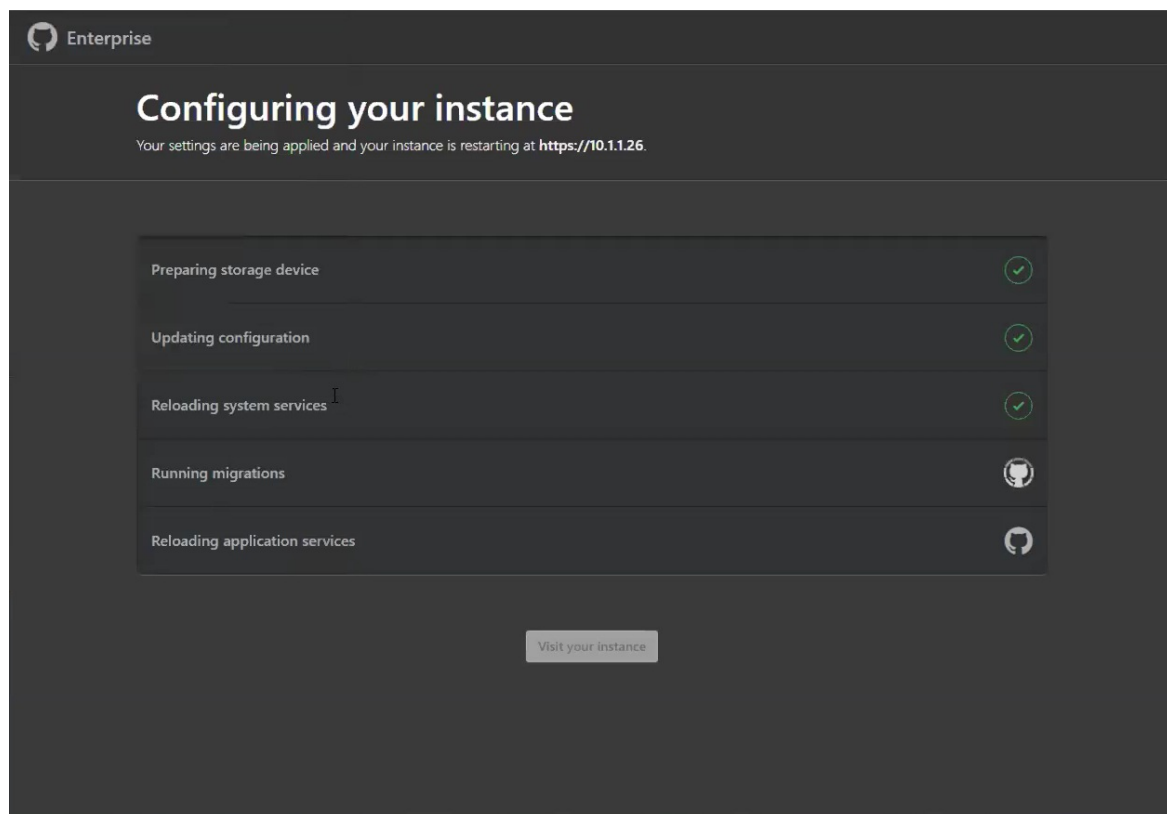 Enterprise
Configuring your instance
Your settings are being applied and your instance is restarting at https://10.1.1.26.
Preparing storage device
Updating configuration
Reloading system services
Running migrations
Reloading application services
Visit your instance